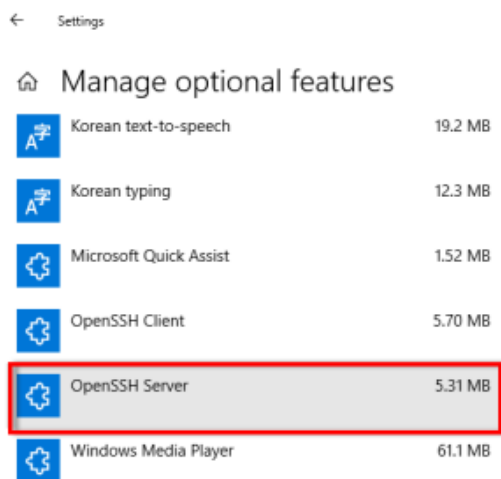 Settings
Manage optional features
Korean text-to-speech 19.2 MB
Korean typing 12.3 MB
Microsoft Quick Assist 1.52 MB
OpenSSH Client 5.70 MB
OpenSSH Server 5.31 MB
Windows Media Player 61.1 MB